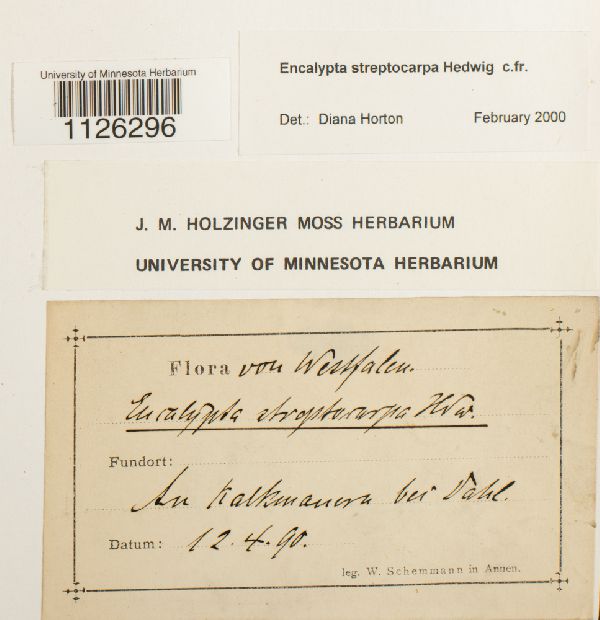 University of Minnesota Herbarium
1126296
Encalypta streptocarpa Hedwig c.fr.
Det.: Diana Horton February 2000
J. M. HOLZINGER MOSS HERBARIUM
UNIVERSITY OF MINNESOTA HERBARIUM
Flora von Westfalen.
Encalypta streptocarpa Hdw.
Fundort:
An Kalkmauern bei Dahl.
Datum: 12.4.90.
leg. W. Schemmann in Annen.